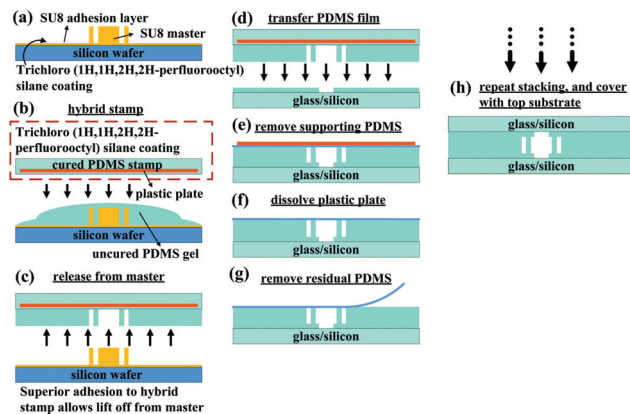 (a)
SU8 adhesion layer
SU8 master
silicon wafer
Trichloro (1H,1H,2H,2H-perfluorooctyl)
silane coating
(b)
hybrid stamp
Trichloro (1H,1H,2H,2H-
perfluorooctyl) silane coating
cured PDMS stamp
plastic plate
silicon wafer
uncured PDMS gel
(c)
release from master
silicon wafer
Superior adhesion to hybrid
stamp allows lift off from master
(d)
transfer PDMS film
glass/silicon
(e)
remove supporting PDMS
glass/silicon
(f)
dissolve plastic plate
glass/silicon
(g)
remove residual PDMS
glass/silicon
(h)
repeat stacking, and cover
with top substrate
glass/silicon
glass/silicon